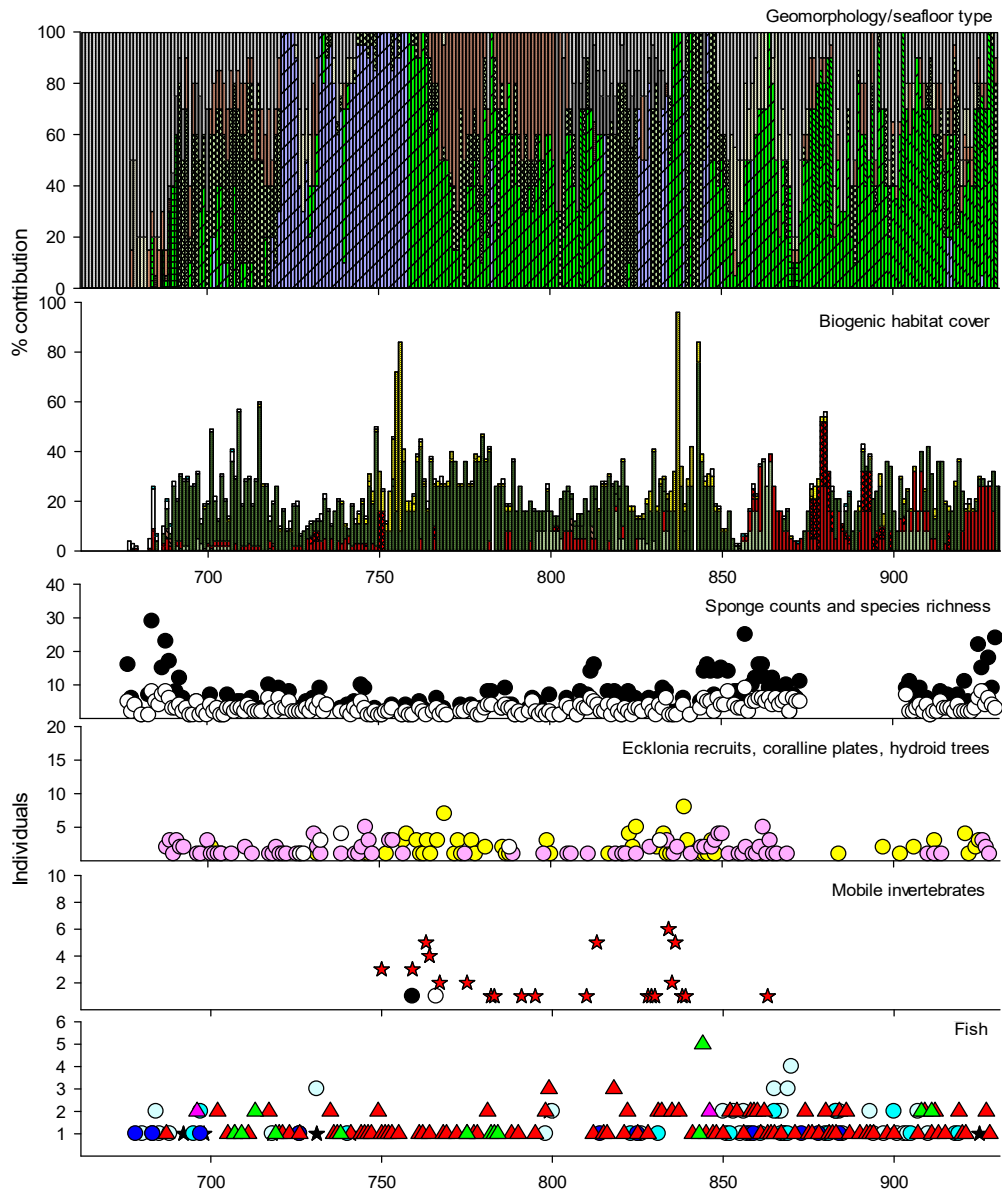 Geomorphology/seafloor type
100
80
60
40
20
0
700 750 800 850 900
% contribution
Biogenic habitat cover
100
80
60
40
20
0
700 750 800 850 900
Sponge counts and species richness
40
30
20
10
Ecklonia recruits, coralline plates, hydroid trees
20
15
10
5
Individuals
Mobile invertebrates
10
8
6
4
2
Fish
6
5
4
3
2
1
700 750 800 850 900